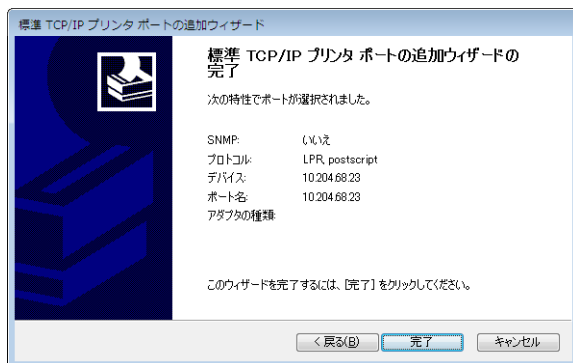 標準 TCP/IP プリンタ ポートの追加ウィザード
標準 TCP/IP プリンタ ポートの追加ウィザードの
完了
次の特性でポートが選択されました。
SNMP: いいえ
プロトコル: LPR, postscript
デバイス: 10.204.68.23
ポート名: 10.204.68.23
アダプタの種類:
このウィザードを完了するには、[完了] をクリックしてください。
< 戻る(B) 完了 キャンセル